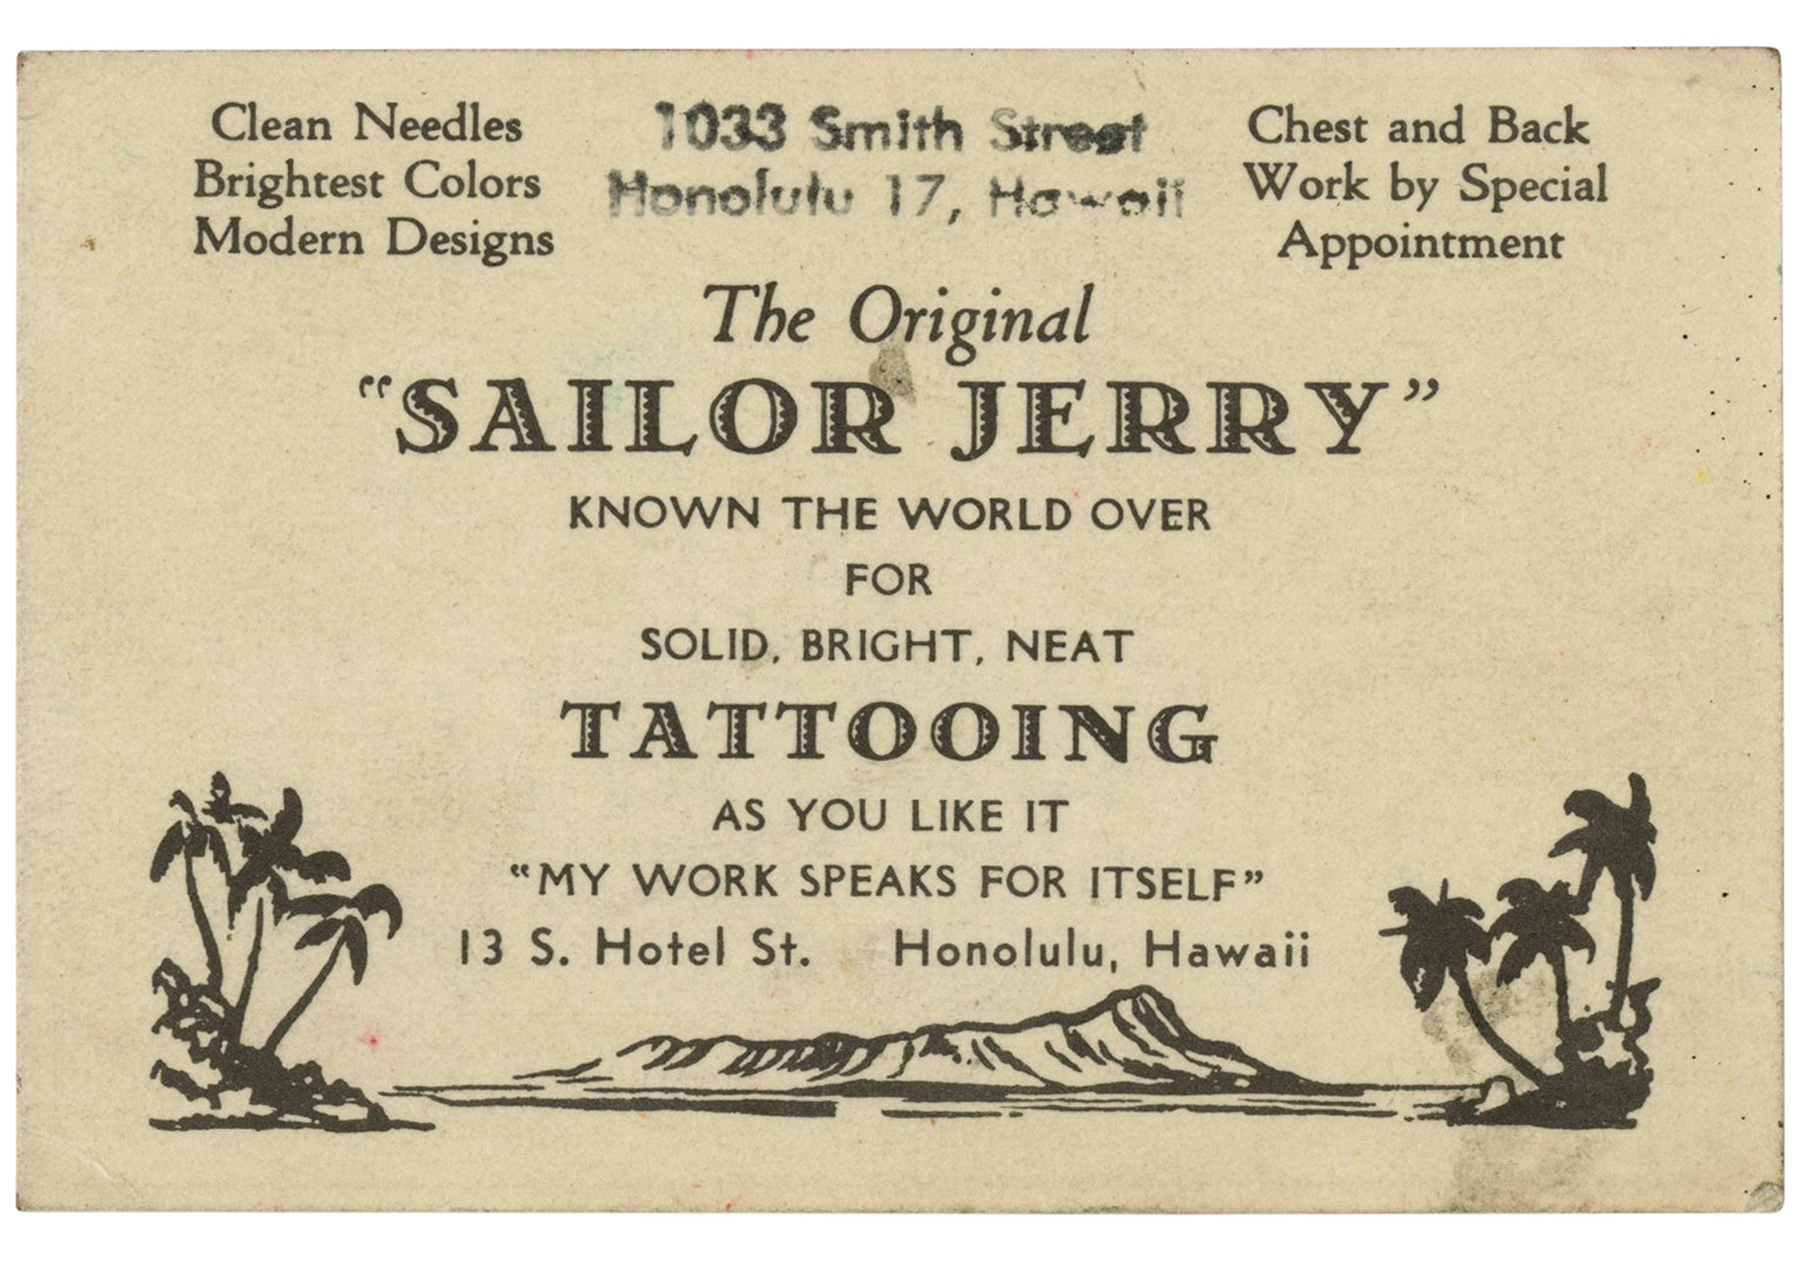 Clean Needles
Brightest Colors
Modern Designs
1033 Smith Street
Honolulu 17, Hawaii
Chest and Back
Work by Special
Appointment
The Original
"SAILOR JERRY"
KNOWN THE WORLD OVER
FOR
SOLID, BRIGHT, NEAT
TATTOOING
AS YOU LIKE IT
"MY WORK SPEAKS FOR ITSELF"
13 S. Hotel St. Honolulu, Hawaii